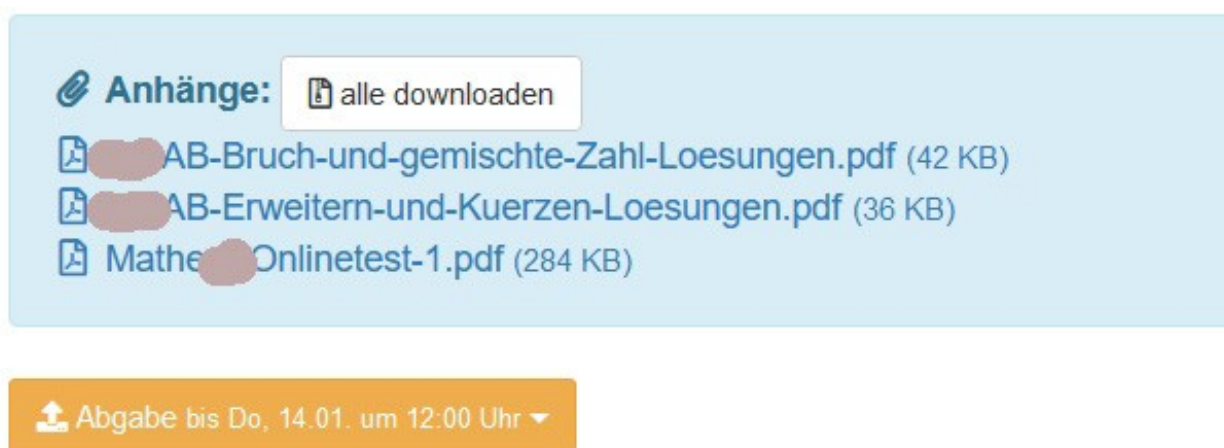 Anhänge: alle downloaden
AB-Bruch-und-gemischte-Zahl-Loesungen.pdf (42 KB)
AB-Erweitern-und-Kuerzen-Loesungen.pdf (36 KB)
Mathe Onlinetest-1.pdf (284 KB)
Abgabe bis Do, 14.01. um 12:00 Uhr